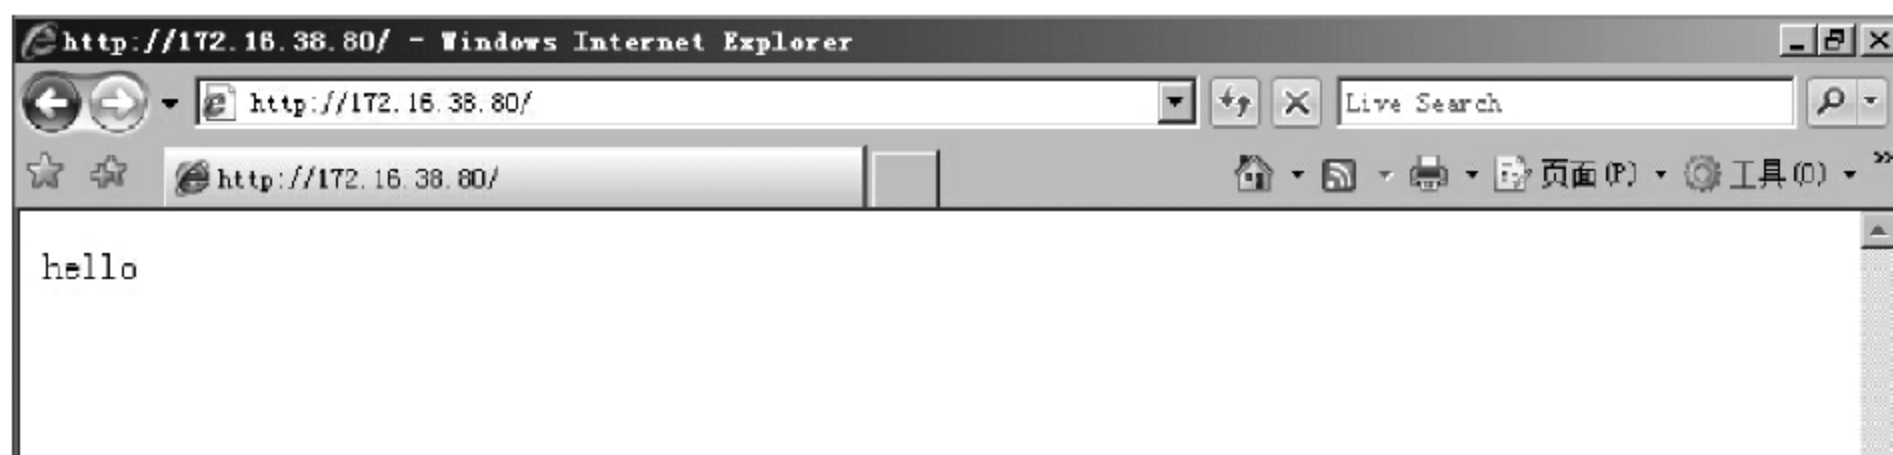 http://172.16.38.80/ - Windows Internet Explorer
http://172.16.38.80/
Live Search
http://172.16.38.80/
页面(P)
工具(O)
hello